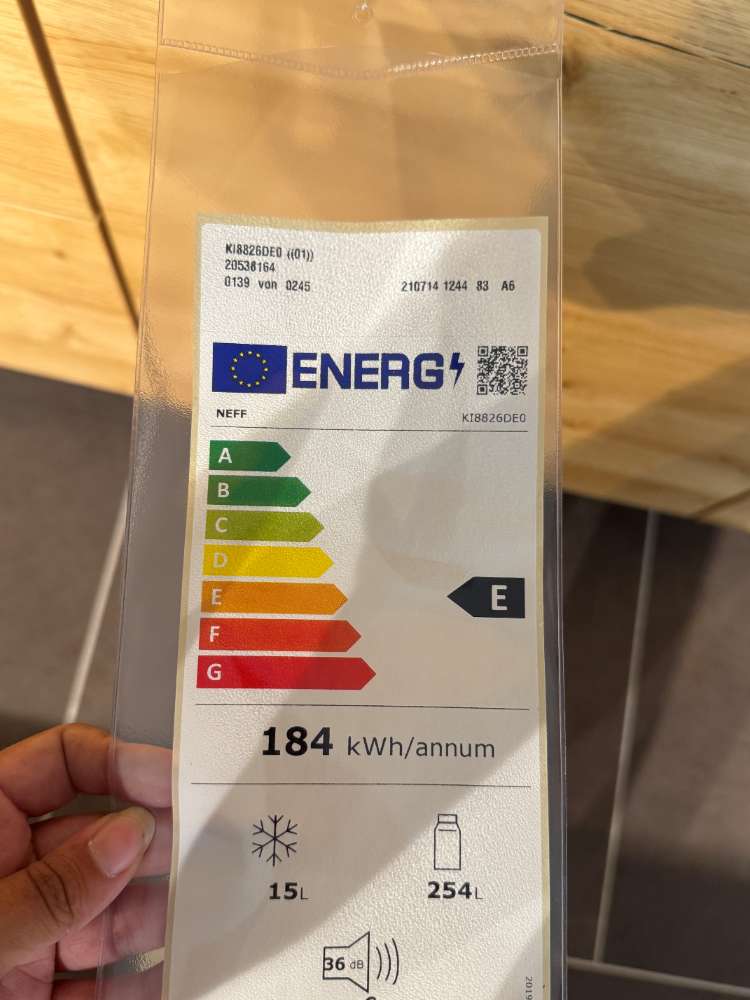 KI8826DE0 ((01))
20538164
0139 von 0245 210714 1244 83 A6
ENERG
NEFF KI8826DE0
A
B
C
D
E E
F
G
184 kWh/annum
15L 254L
36 dB
2019